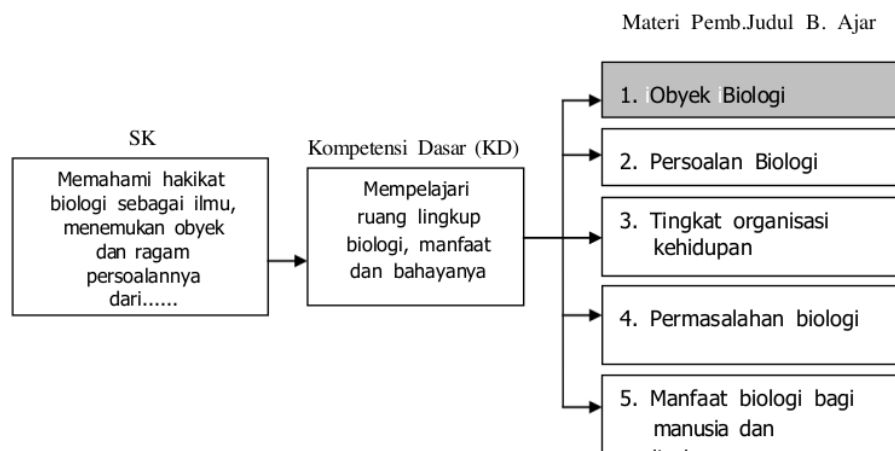 Materi Pemb.Judul B. Ajar
SK
Memahami hakikat
biologi sebagai ilmu,
menemukan obyek
dan ragam
persoalannya
dari......
Kompetensi Dasar (KD)
Mempelajari
ruang lingkup
biologi, manfaat
dan bahayanya
1. Obyek Biologi
2. Persoalan Biologi
3. Tingkat organisasi
kehidupan
4. Permasalahan biologi
5. Manfaat biologi bagi
manusia dan